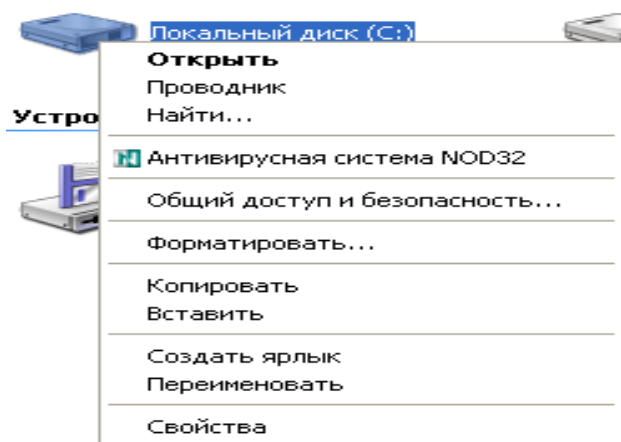 Локальный диск (C:)
Открыть
Проводник
Найти...
Устро
Антивирусная система NOD32
Общий доступ и безопасность...
Форматировать...
Копировать
Вставить
Создать ярлык
Переименовать
Свойства